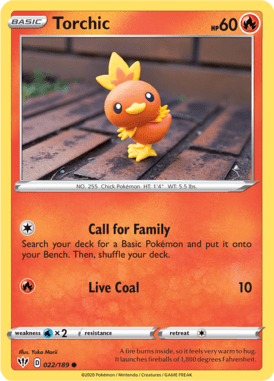 BASIC Torchic HP60
NO. 255 Chick Pokémon HT: 1'4" WT: 5.5 lbs.
Call for Family
Search your deck for a Basic Pokémon and put it onto
your Bench. Then, shuffle your deck.
Live Coal 10
weakness ×2 resistance retreat
Illus. Yuka Morii
D 022/189
A fire burns inside, so it feels very warm to hug.
It launches fireballs of 1,800 degrees Fahrenheit.
©2020 Pokémon / Nintendo / Creatures / GAME FREAK